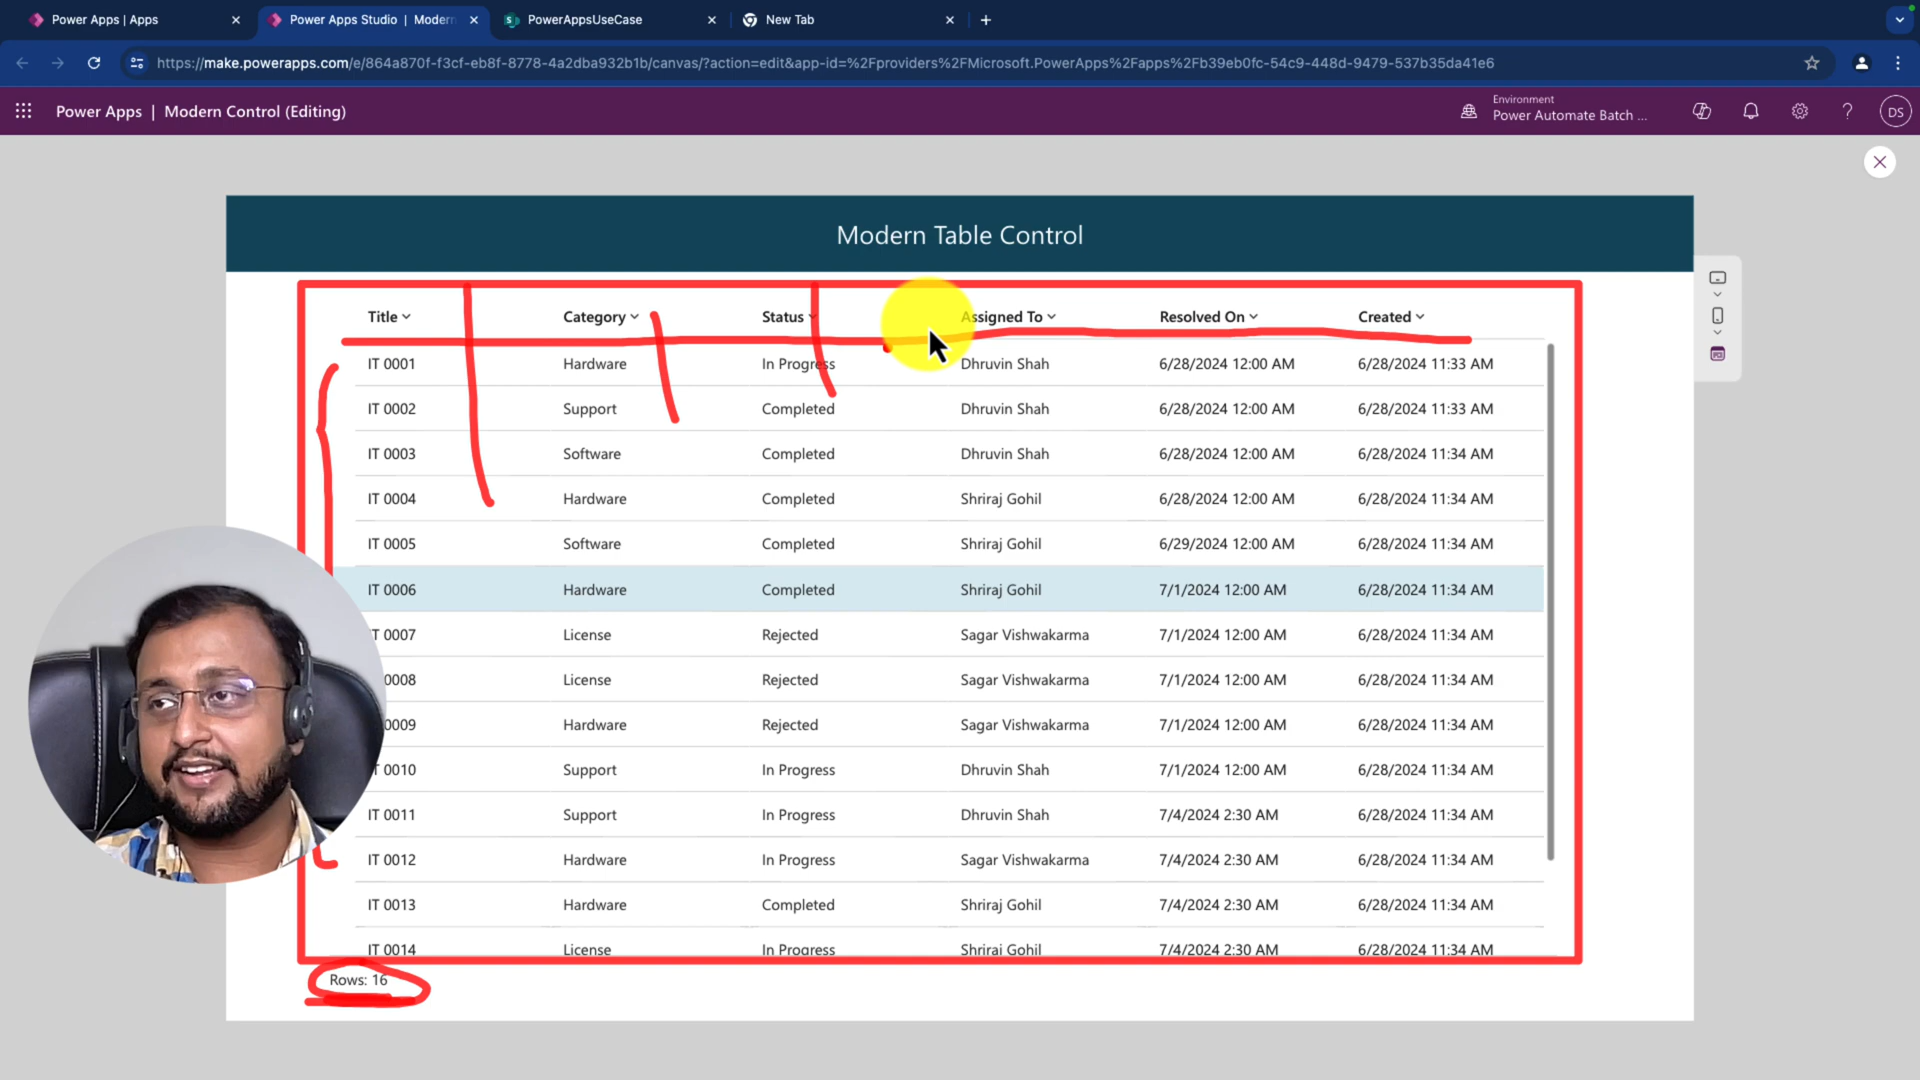 Power Apps | Apps
Power Apps Studio | Modern
PowerAppsUseCase
New Tab
https://make.powerapps.com/e/864a870f-f3cf-eb8f-8778-4a2dba932b1b/canvas/?action=edit&app-id=%2Fproviders%2FMicrosoft.PowerApps%2Fapps%2Fb39eb0fc-54c9-448d-9479-537b35da41e6
Power Apps | Modern Control (Editing)
Environment
Power Automate Batch ...
DS
Modern Table Control
Title Category Status Assigned To Resolved On Created
IT 0001 Hardware In Progress Dhruvin Shah 6/28/2024 12:00 AM 6/28/2024 11:33 AM
IT 0002 Support Completed Dhruvin Shah 6/28/2024 12:00 AM 6/28/2024 11:33 AM
IT 0003 Software Completed Dhruvin Shah 6/28/2024 12:00 AM 6/28/2024 11:34 AM
IT 0004 Hardware Completed Shriraj Gohil 6/28/2024 12:00 AM 6/28/2024 11:34 AM
IT 0005 Software Completed Shriraj Gohil 6/29/2024 12:00 AM 6/28/2024 11:34 AM
IT 0006 Hardware Completed Shriraj Gohil 7/1/2024 12:00 AM 6/28/2024 11:34 AM
T 0007 License Rejected Sagar Vishwakarma 7/1/2024 12:00 AM 6/28/2024 11:34 AM
0008 License Rejected Sagar Vishwakarma 7/1/2024 12:00 AM 6/28/2024 11:34 AM
0009 Hardware Rejected Sagar Vishwakarma 7/1/2024 12:00 AM 6/28/2024 11:34 AM
T 0010 Support In Progress Dhruvin Shah 7/1/2024 12:00 AM 6/28/2024 11:34 AM
IT 0011 Support In Progress Dhruvin Shah 7/4/2024 2:30 AM 6/28/2024 11:34 AM
IT 0012 Hardware In Progress Sagar Vishwakarma 7/4/2024 2:30 AM 6/28/2024 11:34 AM
IT 0013 Hardware Completed Shriraj Gohil 7/4/2024 2:30 AM 6/28/2024 11:34 AM
IT 0014 License In Progress Shriraj Gohil 7/4/2024 2:30 AM 6/28/2024 11:34 AM
Rows: 16